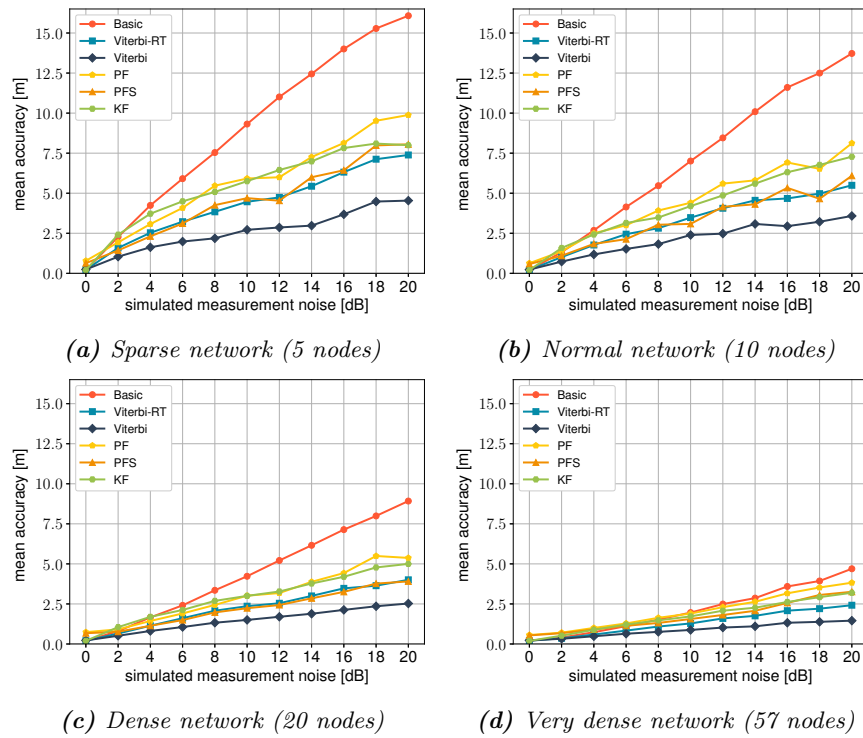 15.0
12.5
10.0
7.5
5.0
2.5
0.0
mean accuracy [m]
Basic
Viterbi-RT
Viterbi
PF
PFS
KF
0 2 4 6 8 10 12 14 16 18 20
simulated measurement noise [dB]
(a) Sparse network (5 nodes)
15.0
12.5
10.0
7.5
5.0
2.5
0.0
mean accuracy [m]
Basic
Viterbi-RT
Viterbi
PF
PFS
KF
0 2 4 6 8 10 12 14 16 18 20
simulated measurement noise [dB]
(b) Normal network (10 nodes)
15.0
12.5
10.0
7.5
5.0
2.5
0.0
mean accuracy [m]
Basic
Viterbi-RT
Viterbi
PF
PFS
KF
0 2 4 6 8 10 12 14 16 18 20
simulated measurement noise [dB]
(c) Dense network (20 nodes)
15.0
12.5
10.0
7.5
5.0
2.5
0.0
mean accuracy [m]
Basic
Viterbi-RT
Viterbi
PF
PFS
KF
0 2 4 6 8 10 12 14 16 18 20
simulated measurement noise [dB]
(d) Very dense network (57 nodes)